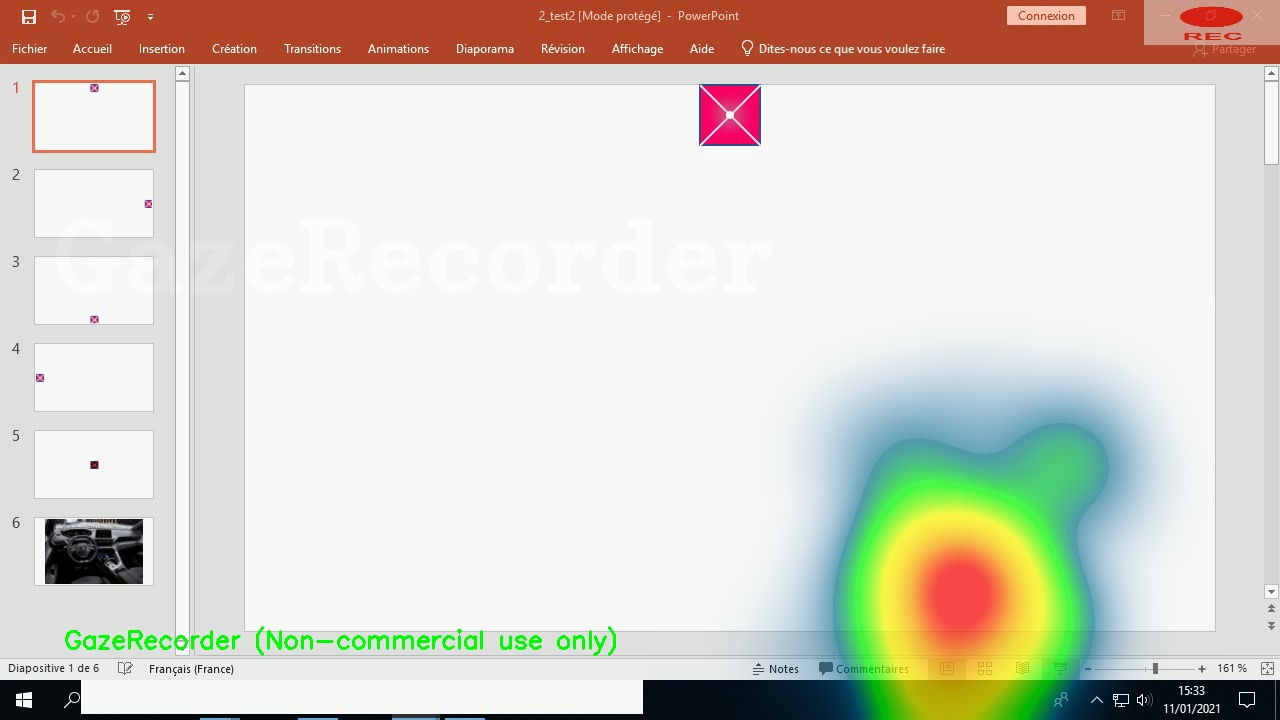 2_test2 [Mode protégé] - PowerPoint
Connexion
REC
Fichier Accueil Insertion Création Transitions Animations Diaporama Révision Affichage Aide Dites-nous ce que vous voulez faire Partager
1
2
3
4
5
6
GazeRecorder
GazeRecorder (Non-commercial use only)
Diapositive 1 de 6 Français (France) Notes Commentaires 161 %
15:33
11/01/2021